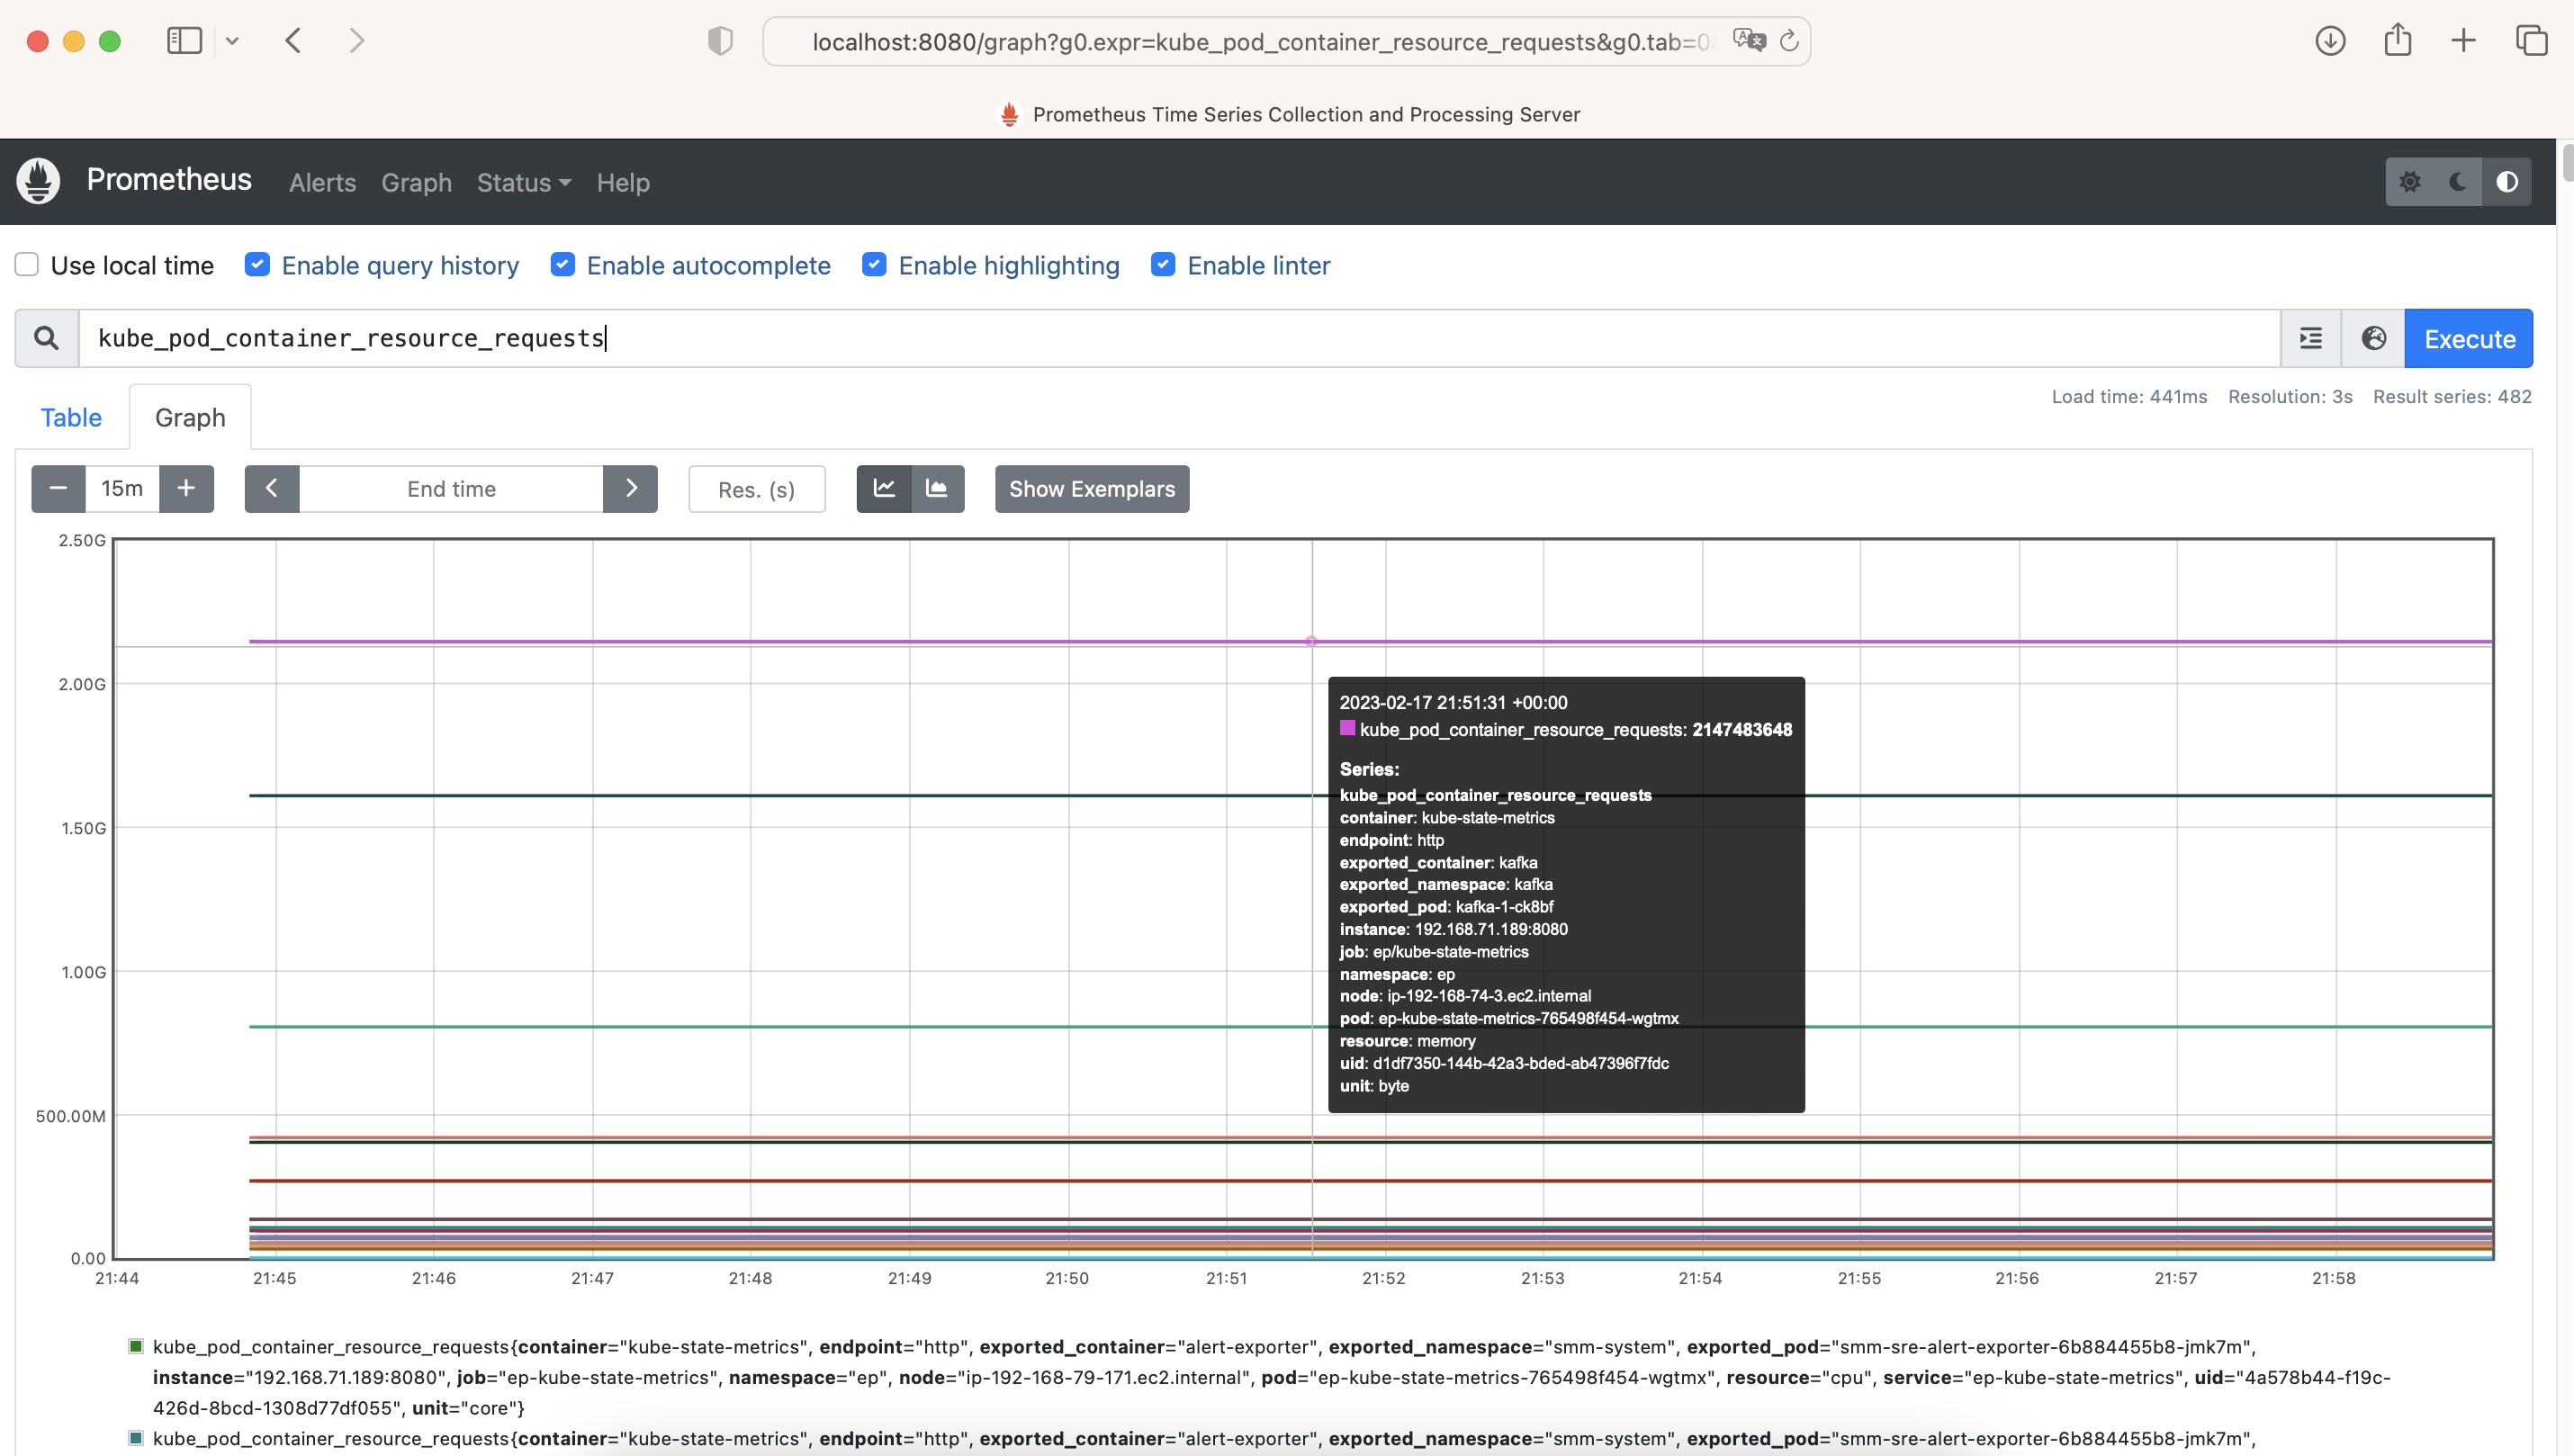 localhost:8080/graph?g0.expr=kube_pod_container_resource_requests&g0.tab=0
Prometheus Time Series Collection and Processing Server
Prometheus Alerts Graph Status Help
Use local time Enable query history Enable autocomplete Enable highlighting Enable linter
kube_pod_container_resource_requests Execute
Load time: 441ms Resolution: 3s Result series: 482
Table Graph
− 15m + End time Res. (s) Show Exemplars
2.50G
2.00G
1.50G
1.00G
500.00M
0.00
2023-02-17 21:51:31 +00:00
kube_pod_container_resource_requests: 2147483648
Series:
kube_pod_container_resource_requests
container: kube-state-metrics
endpoint: http
exported_container: kafka
exported_namespace: kafka
exported_pod: kafka-1-ck8bf
instance: 192.168.71.189:8080
job: ep/kube-state-metrics
namespace: ep
node: ip-192-168-74-3.ec2.internal
pod: ep-kube-state-metrics-765498f454-wgtmx
resource: memory
uid: d1df7350-144b-42a3-bded-ab47396f7fdc
unit: byte
21:44 21:45 21:46 21:47 21:48 21:49 21:50 21:51 21:52 21:53 21:54 21:55 21:56 21:57 21:58
kube_pod_container_resource_requests{container="kube-state-metrics", endpoint="http", exported_container="alert-exporter", exported_namespace="smm-system", exported_pod="smm-sre-alert-exporter-6b884455b8-jmk7m",
instance="192.168.71.189:8080", job="ep-kube-state-metrics", namespace="ep", node="ip-192-168-79-171.ec2.internal", pod="ep-kube-state-metrics-765498f454-wgtmx", resource="cpu", service="ep-kube-state-metrics", uid="4a578b44-f19c-
426d-8bcd-1308d77df055", unit="core"}
kube_pod_container_resource_requests{container="kube-state-metrics", endpoint="http", exported_container="alert-exporter", exported_namespace="smm-system", exported_pod="smm-sre-alert-exporter-6b884455b8-jmk7m",